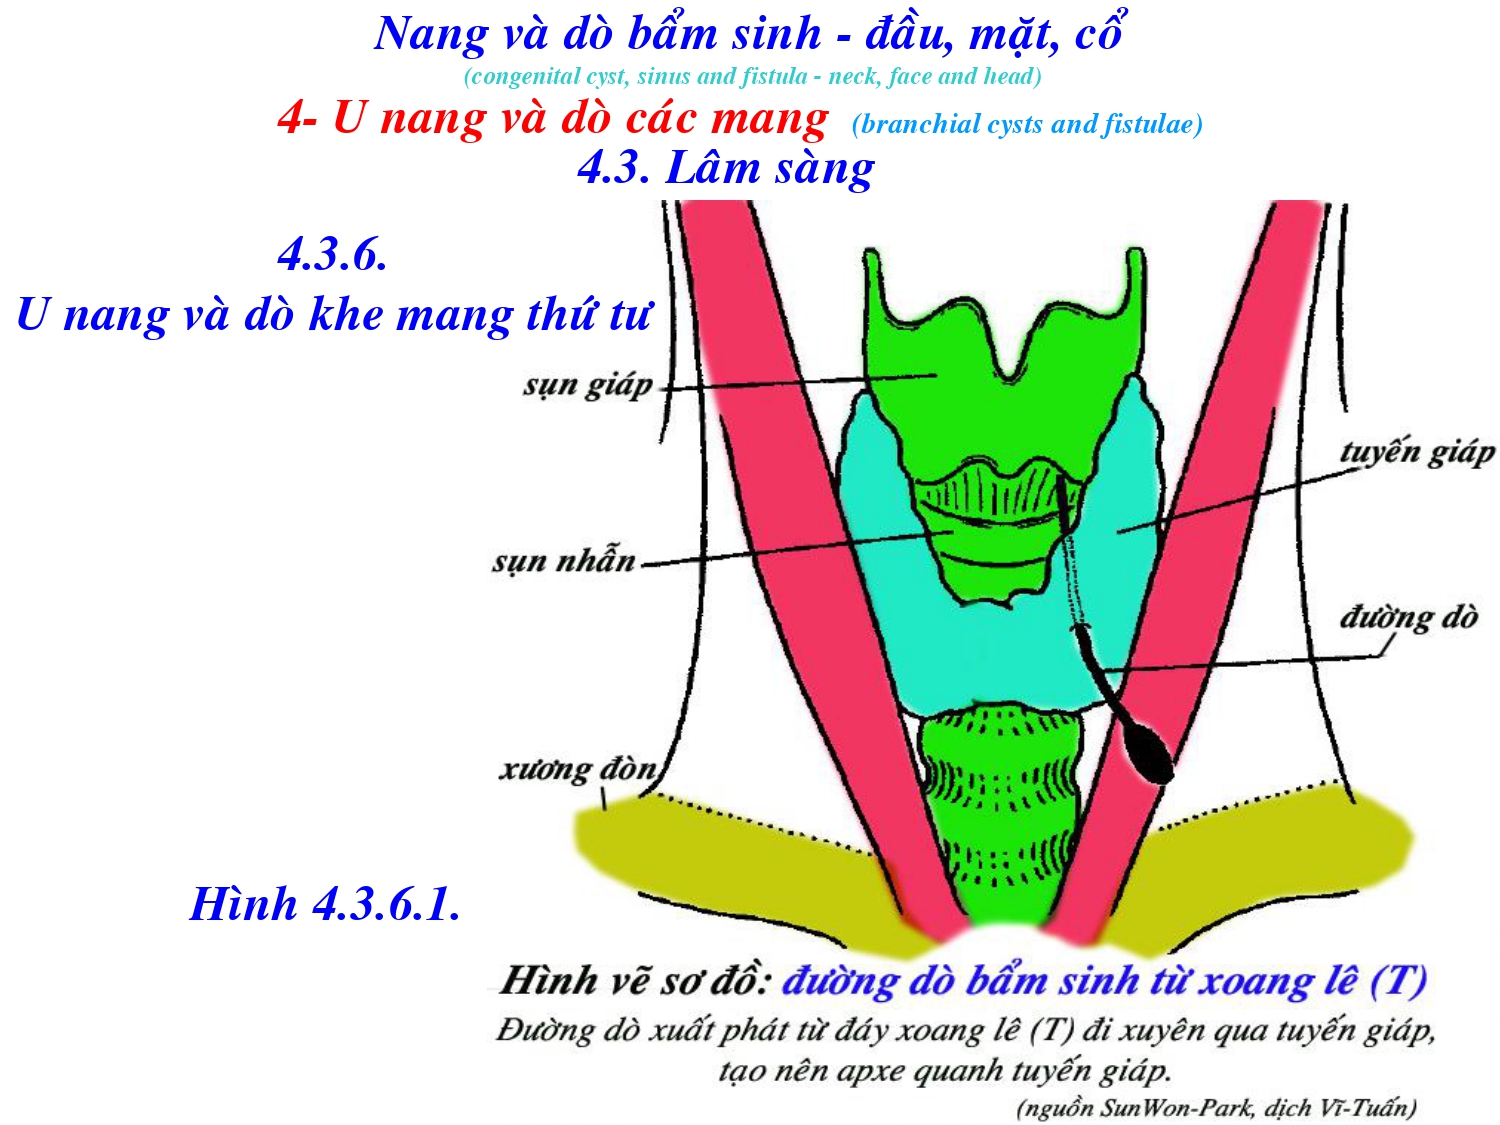 Nang và dò bẩm sinh - đầu, mặt, cổ
(congenital cyst, sinus and fistula - neck, face and head)
4- U nang và dò các mang (branchial cysts and fistulae)
4.3. Lâm sàng
4.3.6.
U nang và dò khe mang thứ tư
sụn giáp
tuyến giáp
sụn nhẫn
đường dò
xương đòn
Hình 4.3.6.1.
Hình vẽ sơ đồ: đường dò bẩm sinh từ xoang lê (T)
Đường dò xuất phát từ đáy xoang lê (T) đi xuyên qua tuyến giáp,
tạo nên apxe quanh tuyến giáp.
(nguồn SunWon-Park, dịch Vĩ-Tuấn)